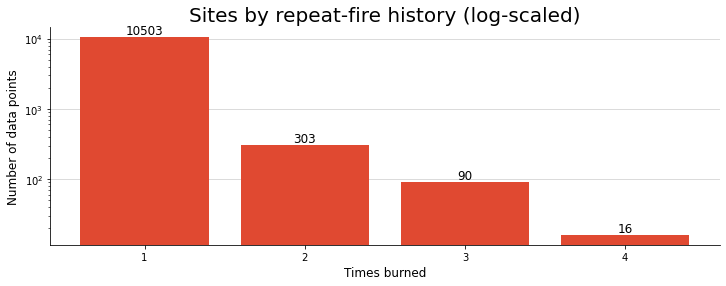 Sites by repeat-fire history (log-scaled)
10503
303
90
16
10⁴
10³
10²
Number of data points
1 2 3 4
Times burned